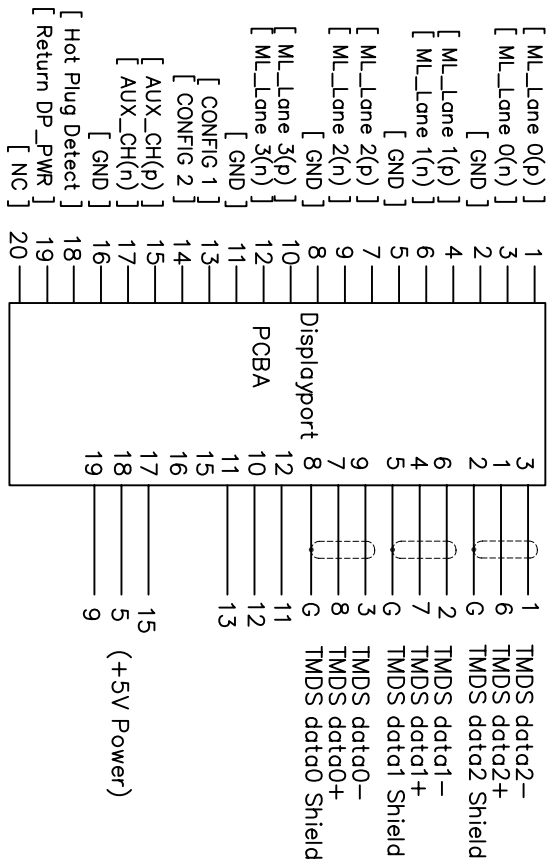 [ ML_Lane 0(p) ] 1
[ ML_Lane 0(n) ] 3
[ GND ] 2
[ ML_Lane 1(p) ] 4
[ ML_Lane 1(n) ] 6
[ GND ] 5
[ ML_Lane 2(p) ] 7
[ ML_Lane 2(n) ] 9
[ GND ] 8
[ ML_Lane 3(p) ] 10
[ ML_Lane 3(n) ] 12
[ GND ] 11
[ CONFIG 1 ] 13
[ CONFIG 2 ] 14
[ AUX_CH(p) ] 15
[ AUX_CH(n) ] 17
[ GND ] 16
[ Hot Plug Detect ] 18
[ Return DP_PWR ] 19
[ NC ] 20
Displayport
PCBA
3 1 TMDS data2-
1 6 TMDS data2+
2 G TMDS data2 Shield
6 2 TMDS data1-
4 7 TMDS data1+
5 G TMDS data1 Shield
9 3 TMDS data0-
7 8 TMDS data0+
8 G TMDS data0 Shield
12 11
10 12
11 13
15
16
17 15
18 5 (+5V Power)
19 9